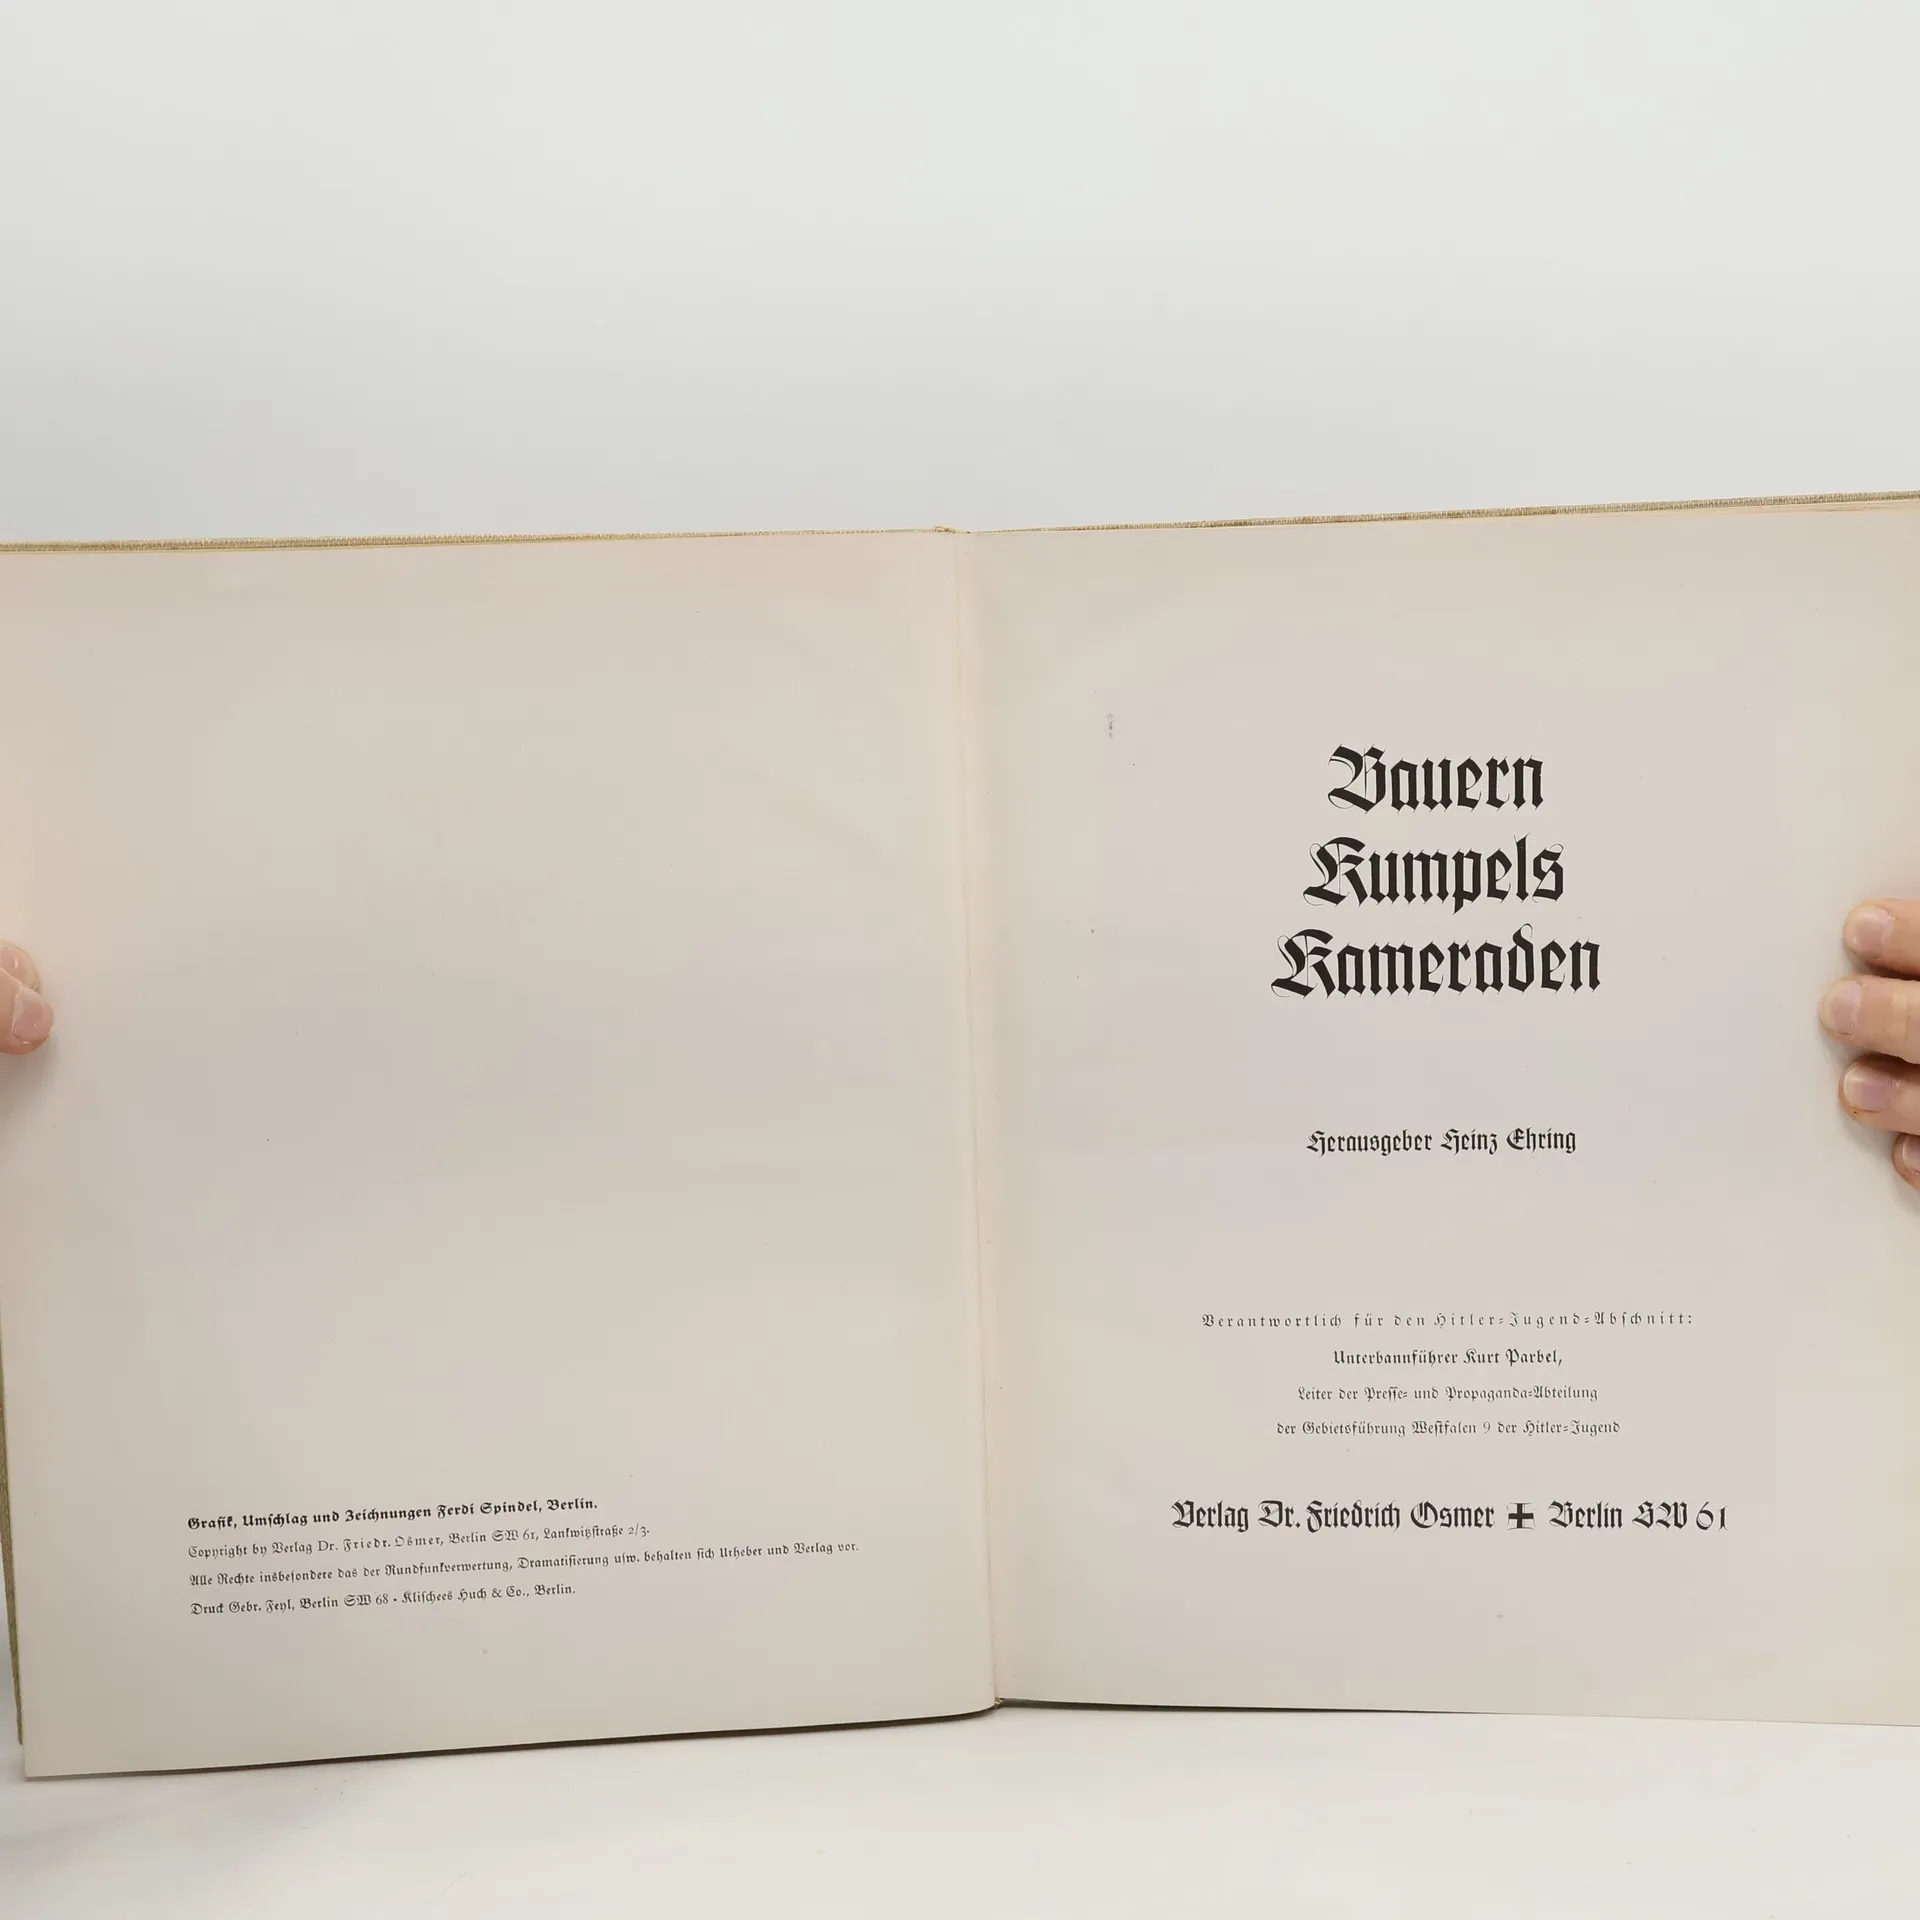 Grafik, Umschlag und Zeichnungen Ferdi Spindel, Berlin.
Copyright by Verlag Dr. Friedr. Osmer, Berlin SW 61, Lankwitzstraße 2/3.
Alle Rechte insbesondere das der Rundfunkverwertung, Dramatisierung usw. behalten sich Urheber und Verlag vor.
Druck Gebr. Feyl, Berlin SW 68 • Klischees Huch & Co., Berlin.
Bauern
Kumpels
Kameraden
Herausgeber Heinz Ehring
Verantwortlich für den Hitler-Jugend-Abschnitt:
Unterbannführer Kurt Parbel,
Leiter der Presse- und Propaganda-Abteilung
der Gebietsführung Westfalen 9 der Hitler-Jugend
Verlag Dr. Friedrich Osmer + Berlin SW 61